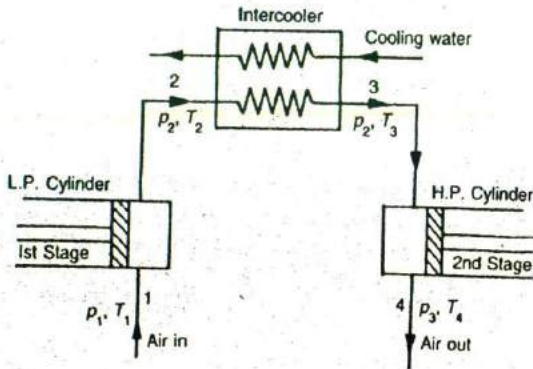 Intercooler
Cooling water
2
3
p₂, T₂
p₂, T₃
L.P. Cylinder
H.P. Cylinder
Ist Stage
2nd Stage
1
4
p₁, T₁
p₃, T₄
Air in
Air out